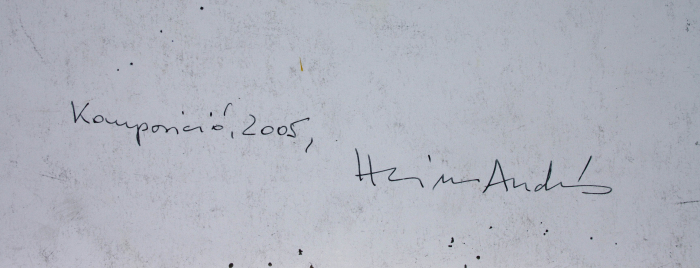 Kompozíció, 2005,
András